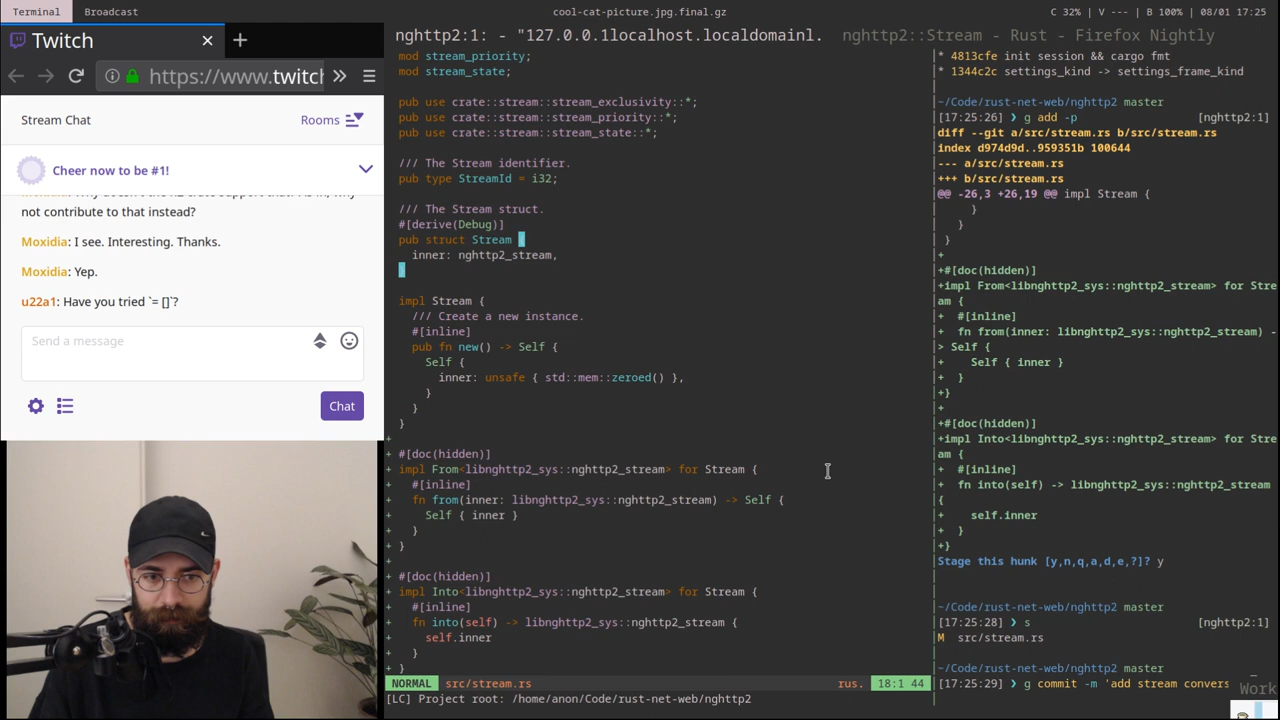 Terminal Broadcast
cool-cat-picture.jpg.final.gz
C 32% | V --- | B 100% | 08/01 17:25
Twitch
https://www.twitch
Stream Chat
Rooms
Cheer now to be #1!
not contribute to that instead?
Moxidia: I see. Interesting. Thanks.
Moxidia: Yep.
u22a1: Have you tried `= []`?
Send a message
Chat
nghttp2:1: - "127.0.0.1localhost.localdomainl.
nghttp2::Stream - Rust - Firefox Nightly
mod stream_priority;
mod stream_state;
pub use crate::stream::stream_exclusivity::*;
pub use crate::stream::stream_priority::*;
pub use crate::stream::stream_state::*;
/// The Stream identifier.
pub type StreamId = i32;
/// The Stream struct.
#[derive(Debug)]
pub struct Stream {
inner: nghttp2_stream,
}
impl Stream {
/// Create a new instance.
#[inline]
pub fn new() -> Self {
Self {
inner: unsafe { std::mem::zeroed() },
}
}
}
+
+ #[doc(hidden)]
+ impl From<libnghttp2_sys::nghttp2_stream> for Stream {
+ #[inline]
+ fn from(inner: libnghttp2_sys::nghttp2_stream) -> Self {
+ Self { inner }
+ }
+ }
+
+ #[doc(hidden)]
+ impl Into<libnghttp2_sys::nghttp2_stream> for Stream {
+ #[inline]
+ fn into(self) -> libnghttp2_sys::nghttp2_stream {
+ self.inner
+ }
+ }
NORMAL src/stream.rs rus. 18:1 44
[LC] Project root: /home/anon/Code/rust-net-web/nghttp2
* 4813cfe init session && cargo fmt
* 1344c2c settings_kind -> settings_frame_kind
~/Code/rust-net-web/nghttp2 master
[17:25:26] ❯ g add -p [nghttp2:1]
diff --git a/src/stream.rs b/src/stream.rs
index d974d9d..959351b 100644
--- a/src/stream.rs
+++ b/src/stream.rs
@@ -26,3 +26,19 @@ impl Stream {
}
}
}
+
+#[doc(hidden)]
+impl From<libnghttp2_sys::nghttp2_stream> for Stre
am {
+ #[inline]
+ fn from(inner: libnghttp2_sys::nghttp2_stream) -
> Self {
+ Self { inner }
+ }
+}
+
+#[doc(hidden)]
+impl Into<libnghttp2_sys::nghttp2_stream> for Stre
am {
+ #[inline]
+ fn into(self) -> libnghttp2_sys::nghttp2_stream
{
+ self.inner
+ }
+}
Stage this hunk [y,n,q,a,d,e,?]? y
~/Code/rust-net-web/nghttp2 master
[17:25:28] ❯ s [nghttp2:1]
M src/stream.rs
~/Code/rust-net-web/nghttp2 master
[17:25:29] ❯ g commit -m 'add stream convers
Work